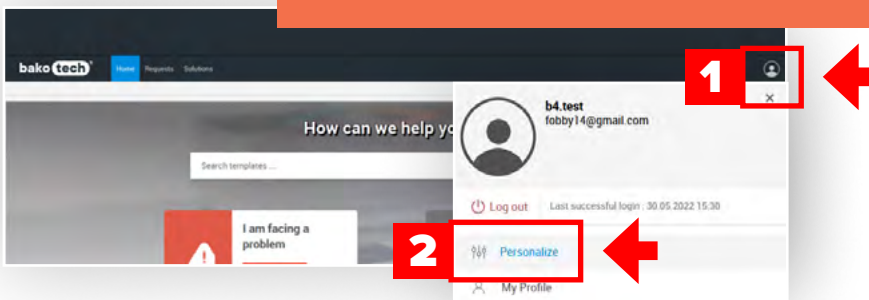 1
bako tech
Home Requests Solutions
b4.test
fobby14@gmail.com
How can we help yo
Search templates ...
Log out Last successful login : 30.05.2022 15:30
I am facing a
problem
2
Personalize
My Profile